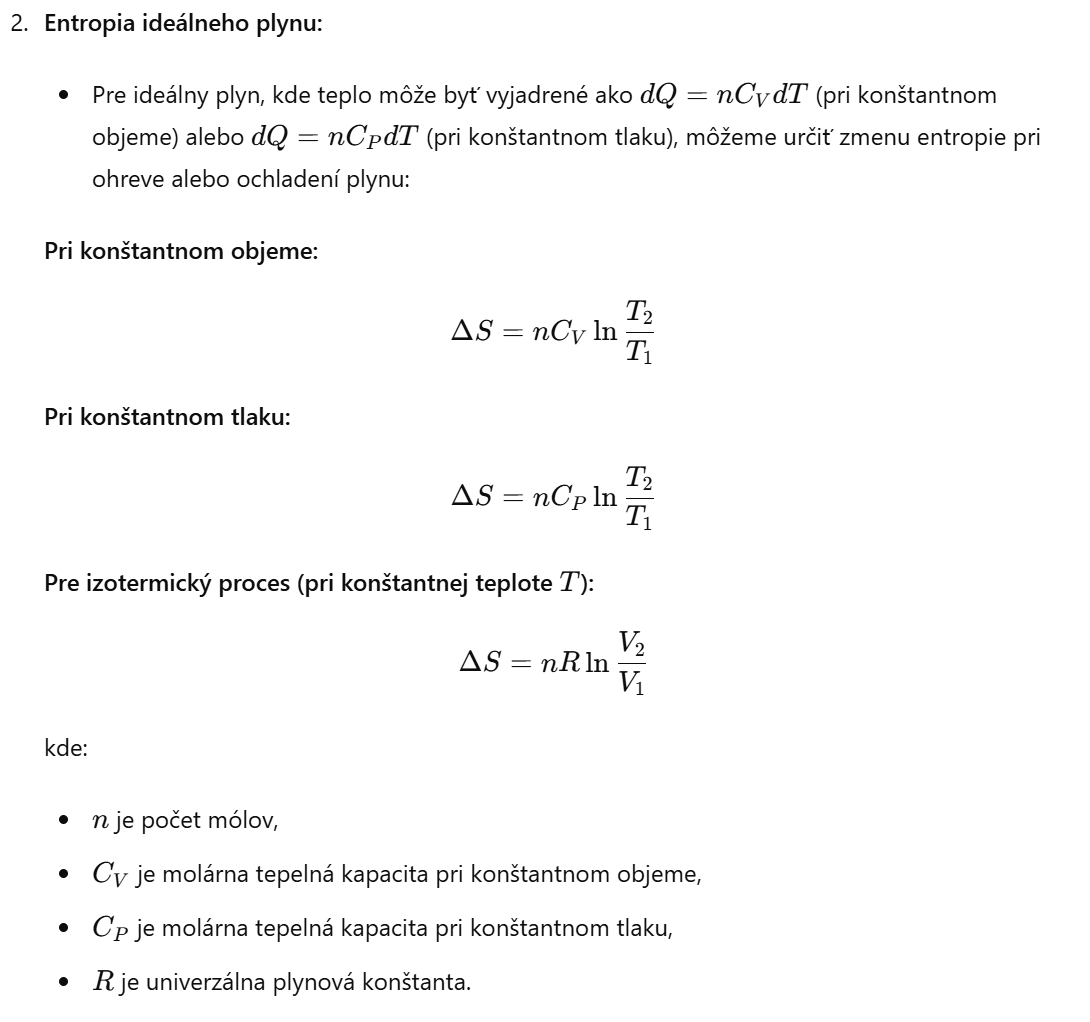 2. Entropia ideálneho plynu:
• Pre ideálny plyn, kde teplo môže byť vyjadrené ako dQ = nC_V dT (pri konštantnom
objeme) alebo dQ = nC_P dT (pri konštantnom tlaku), môžeme určiť zmenu entropie pri
ohreve alebo ochladení plynu:
Pri konštantnom objeme:
ΔS = nC_V ln T_2/T_1
Pri konštantnom tlaku:
ΔS = nC_P ln T_2/T_1
Pre izotermický proces (pri konštantnej teplote T):
ΔS = nR ln V_2/V_1
kde:
• n je počet mólov,
• C_V je molárna tepelná kapacita pri konštantnom objeme,
• C_P je molárna tepelná kapacita pri konštantnom tlaku,
• R je univerzálna plynová konštanta.